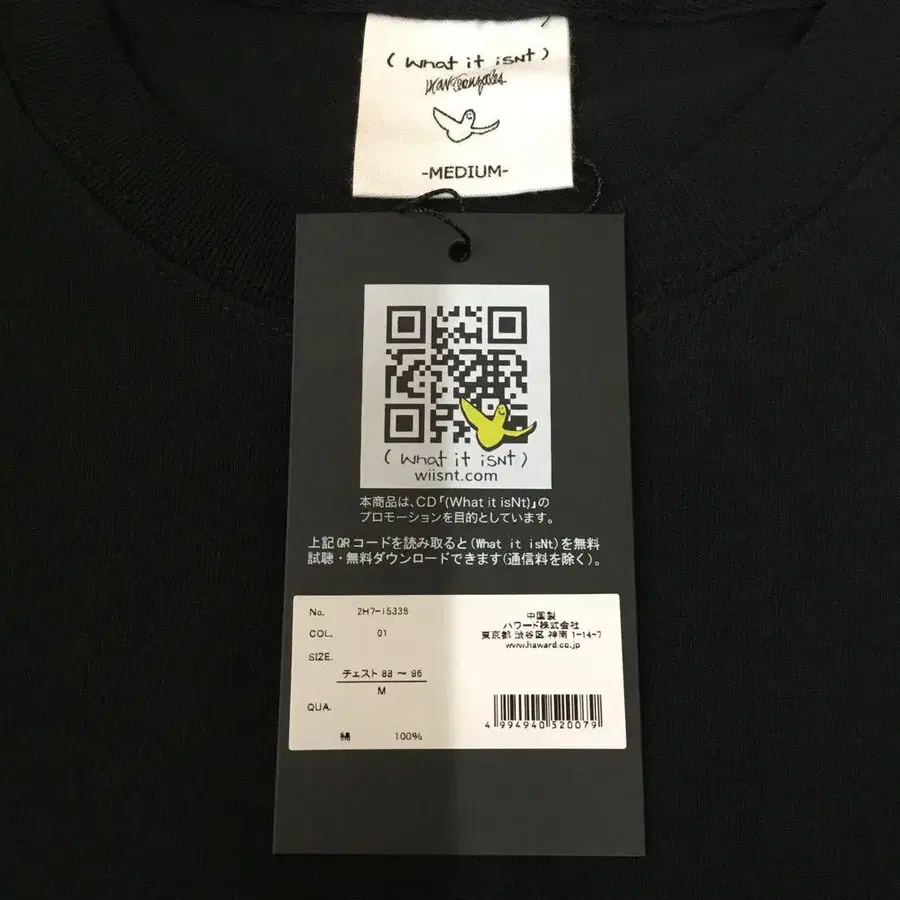 ( What it isNt )
Mark Gonzales
-MEDIUM-
( What it isNt )
wiisnt.com
本商品は、CD『(What it isNt)』の
プロモーションを目的としています。
上記QRコードを読み取ると(What it isNt)を無料
試聴・無料ダウンロードできます(通信料を除く)。
No. 2H7-15338
COL. 01
SIZE.
チェスト 88 ～ 96
M
QUA.
綿 100%
中国製
ハワード株式会社
東京都 渋谷区 神南 1-14-7
www.haward.co.jp
4 994940 520079